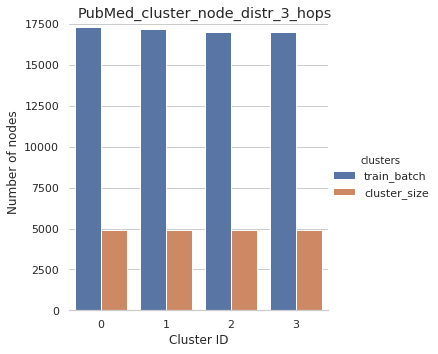 PubMed_cluster_node_distr_3_hops
17500
15000
12500
10000
7500
5000
2500
0
Number of nodes
0 1 2 3
Cluster ID
clusters
train_batch
cluster_size